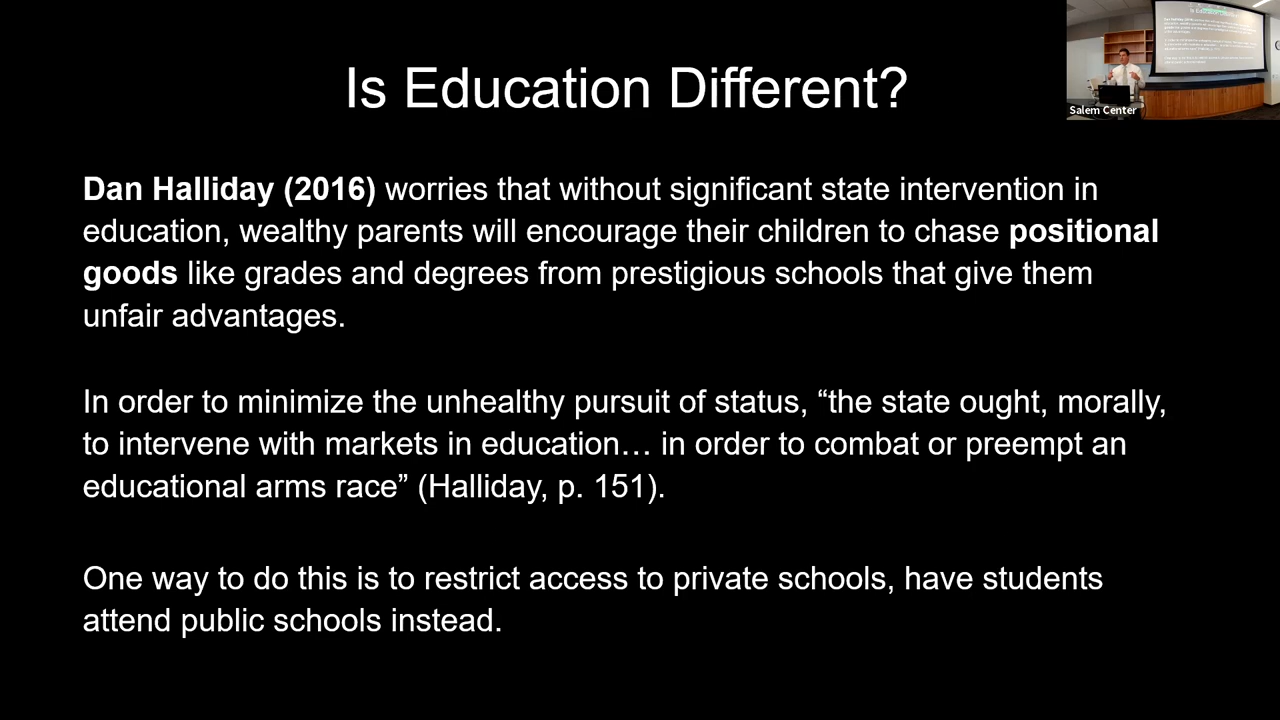 Is Education Different?
Salem Center
Dan Halliday (2016) worries that without significant state intervention in
education, wealthy parents will encourage their children to chase positional
goods like grades and degrees from prestigious schools that give them
unfair advantages.
In order to minimize the unhealthy pursuit of status, “the state ought, morally,
to intervene with markets in education… in order to combat or preempt an
educational arms race” (Halliday, p. 151).
One way to do this is to restrict access to private schools, have students
attend public schools instead.